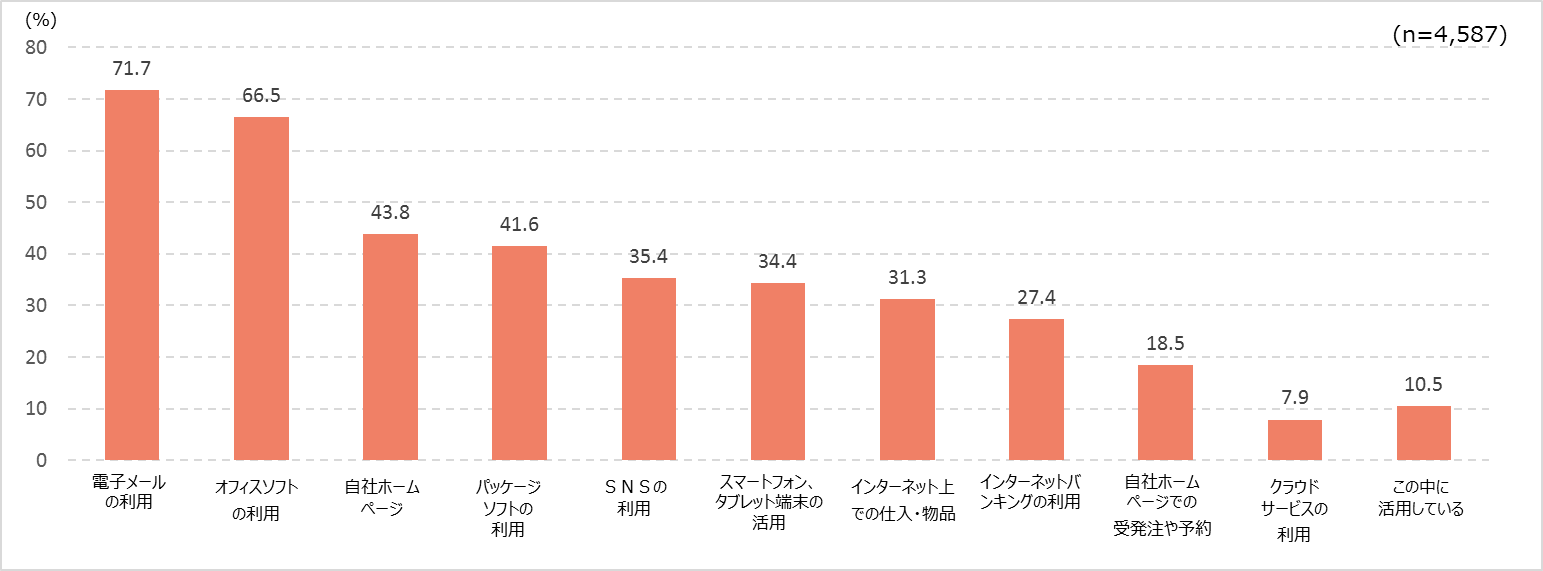 (%)
(n=4,587)
80
70
60
50
40
30
20
10
0
71.7
66.5
43.8
41.6
35.4
34.4
31.3
27.4
18.5
7.9
10.5
電子メール
の利用
オフィスソフト
の利用
自社ホーム
ページ
パッケージ
ソフトの
利用
ＳＮＳの
利用
スマートフォン、
タブレット端末の
活用
インターネット上
での仕入・物品
インターネットバ
ンキングの利用
自社ホーム
ページでの
受発注や予約
クラウド
サービスの
利用
この中に
活用している